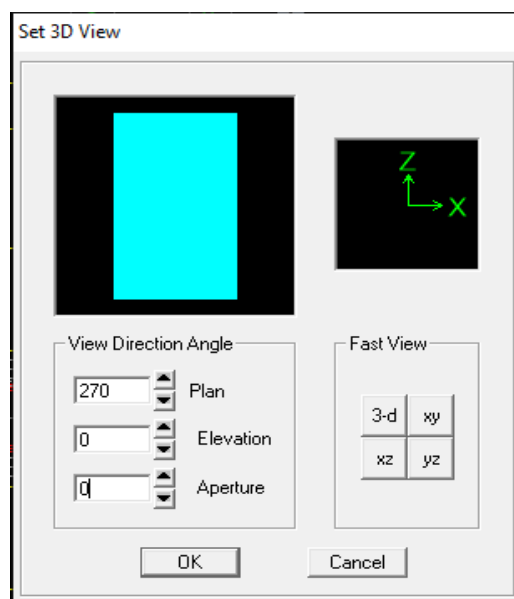 Set 3D View
Z
X
View Direction Angle
270 Plan
0 Elevation
0 Aperture
Fast View
3-d xy
xz yz
OK Cancel